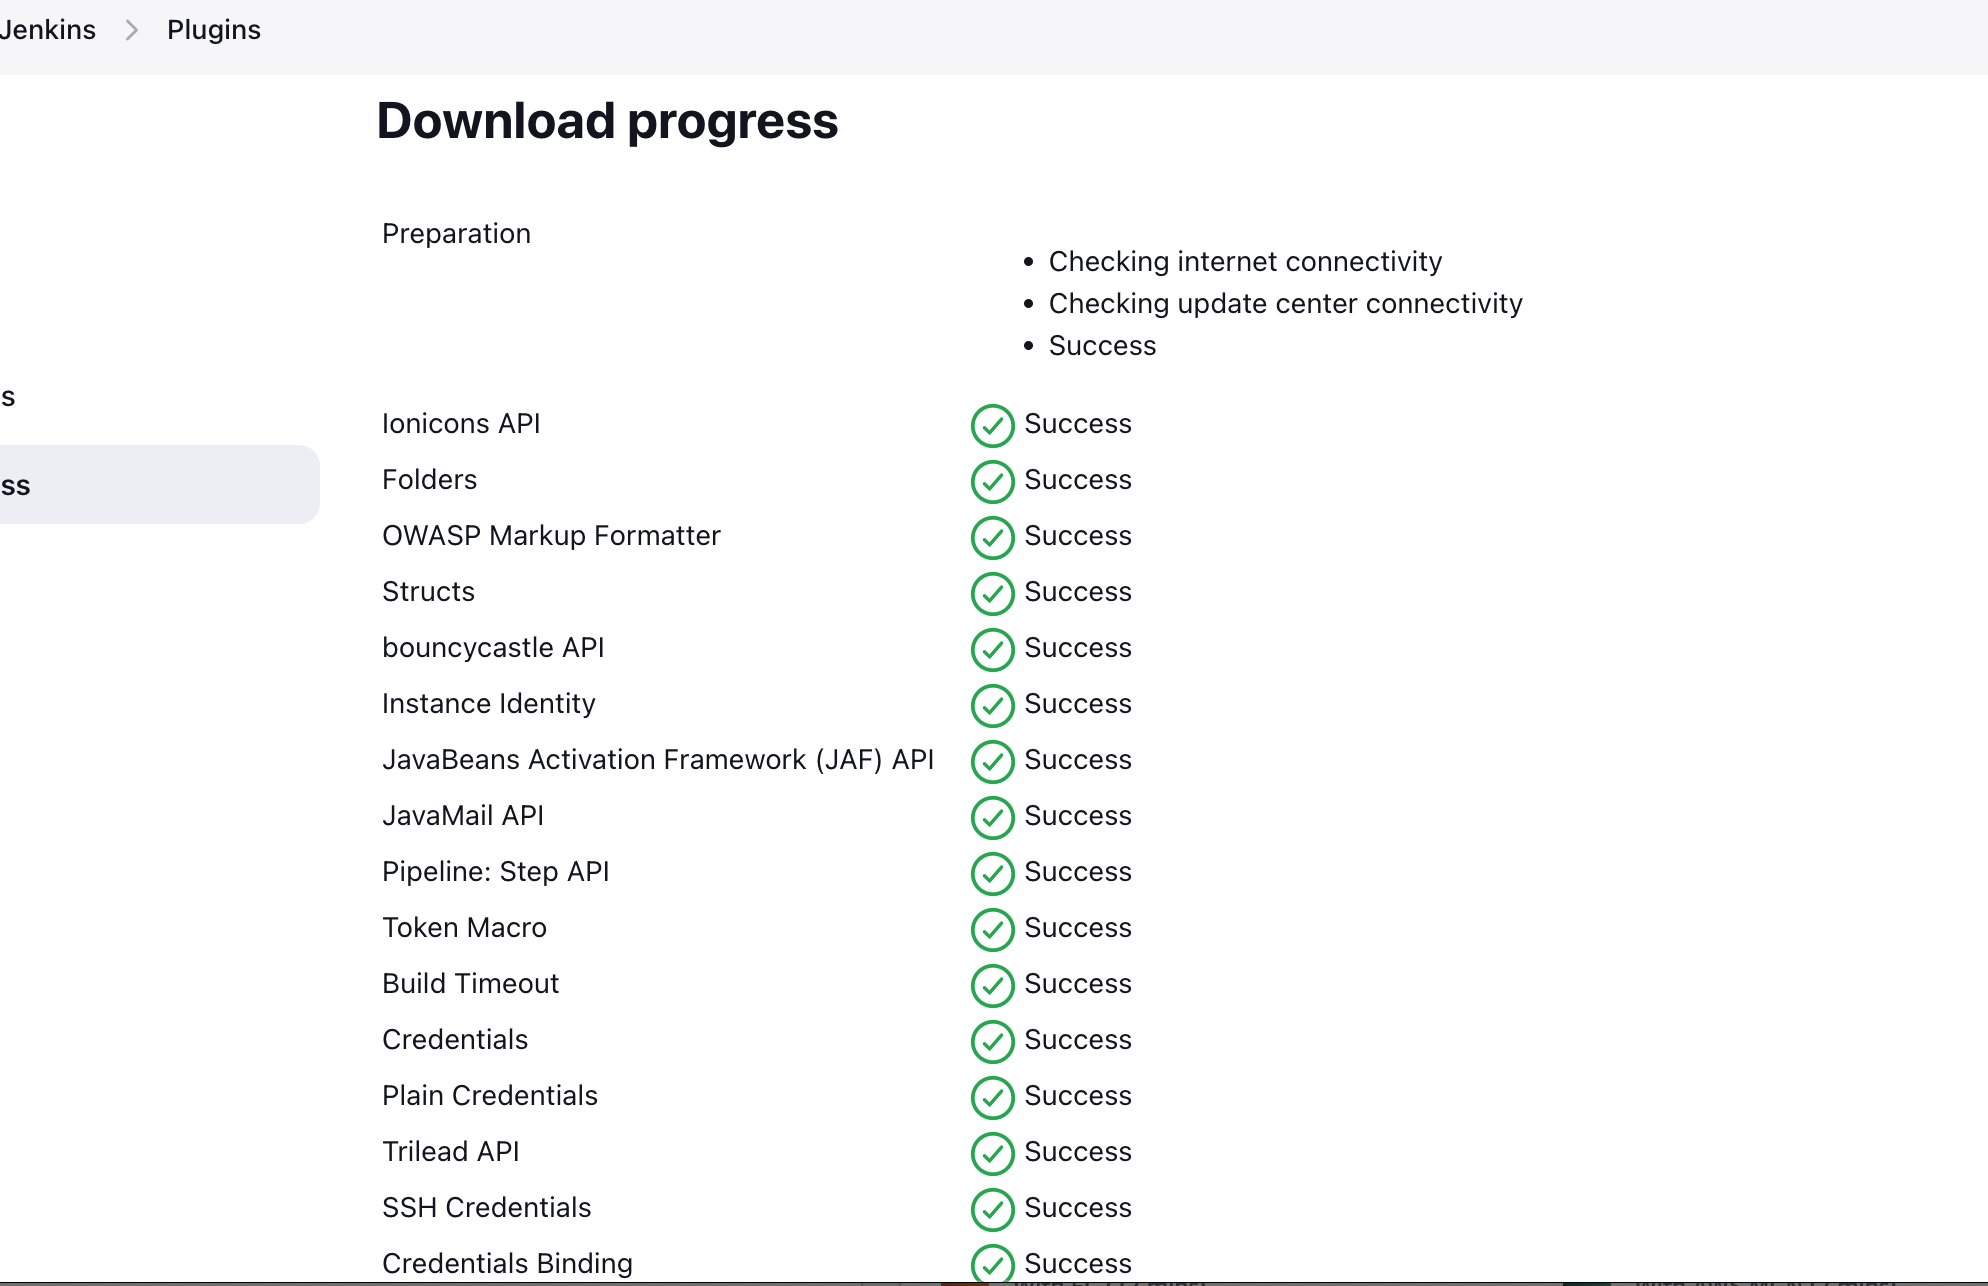 Jenkins > Plugins
Download progress
Preparation
• Checking internet connectivity
• Checking update center connectivity
• Success
s
Ionicons API Success
Folders Success
ss
OWASP Markup Formatter Success
Structs Success
bouncycastle API Success
Instance Identity Success
JavaBeans Activation Framework (JAF) API Success
JavaMail API Success
Pipeline: Step API Success
Token Macro Success
Build Timeout Success
Credentials Success
Plain Credentials Success
Trilead API Success
SSH Credentials Success
Credentials Binding Success